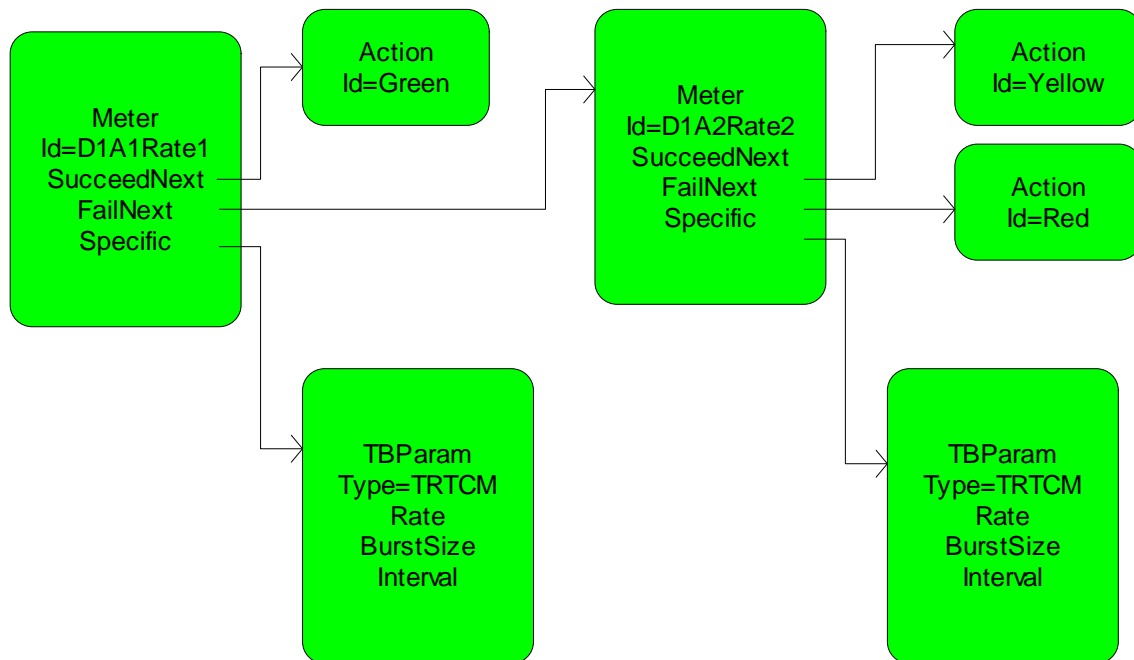 Meter
Id=D1A1Rate1
SucceedNext
FailNext
Specific
Action
Id=Green
Meter
Id=D1A2Rate2
SucceedNext
FailNext
Specific
Action
Id=Yellow
Action
Id=Red
TBParam
Type=TRTCM
Rate
BurstSize
Interval
TBParam
Type=TRTCM
Rate
BurstSize
Interval